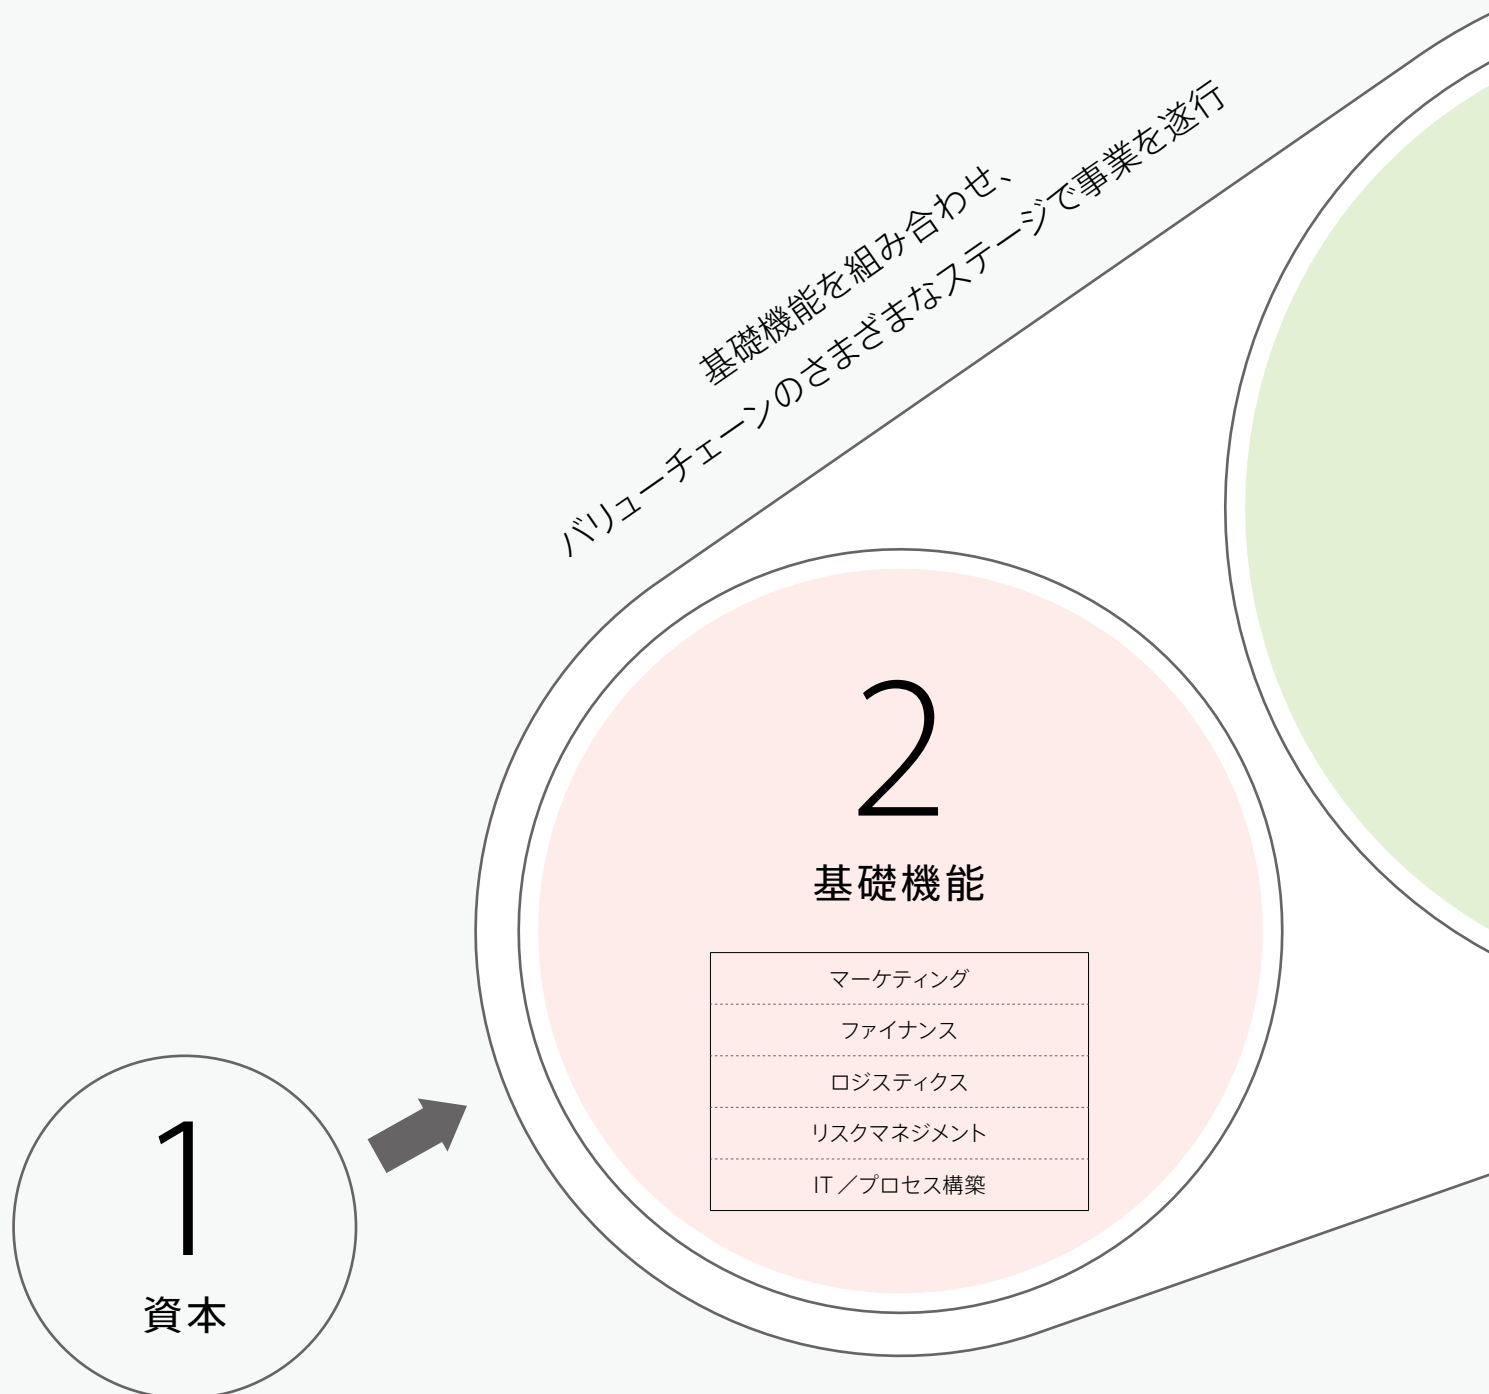 基礎機能を組み合わせ、
バリューチェーンのさまざまなステージで事業を遂行
2
基礎機能
マーケティング
ファイナンス
ロジスティクス
リスクマネジメント
IT／プロセス構築
1
資本